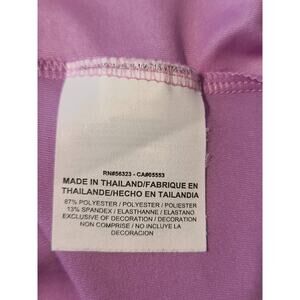 RN#56323 - CA#05553
MADE IN THAILAND/FABRIQUE EN
THAILANDE/HECHO EN TAILANDIA
87% POLYESTER / POLYESTER / POLIESTER
13% SPANDEX / ELASTHANNE / ELASTANO
EXCLUSIVE OF DECORATION / DECORATION
NON COMPRISE / NO INCLUYE LA
DECORACION